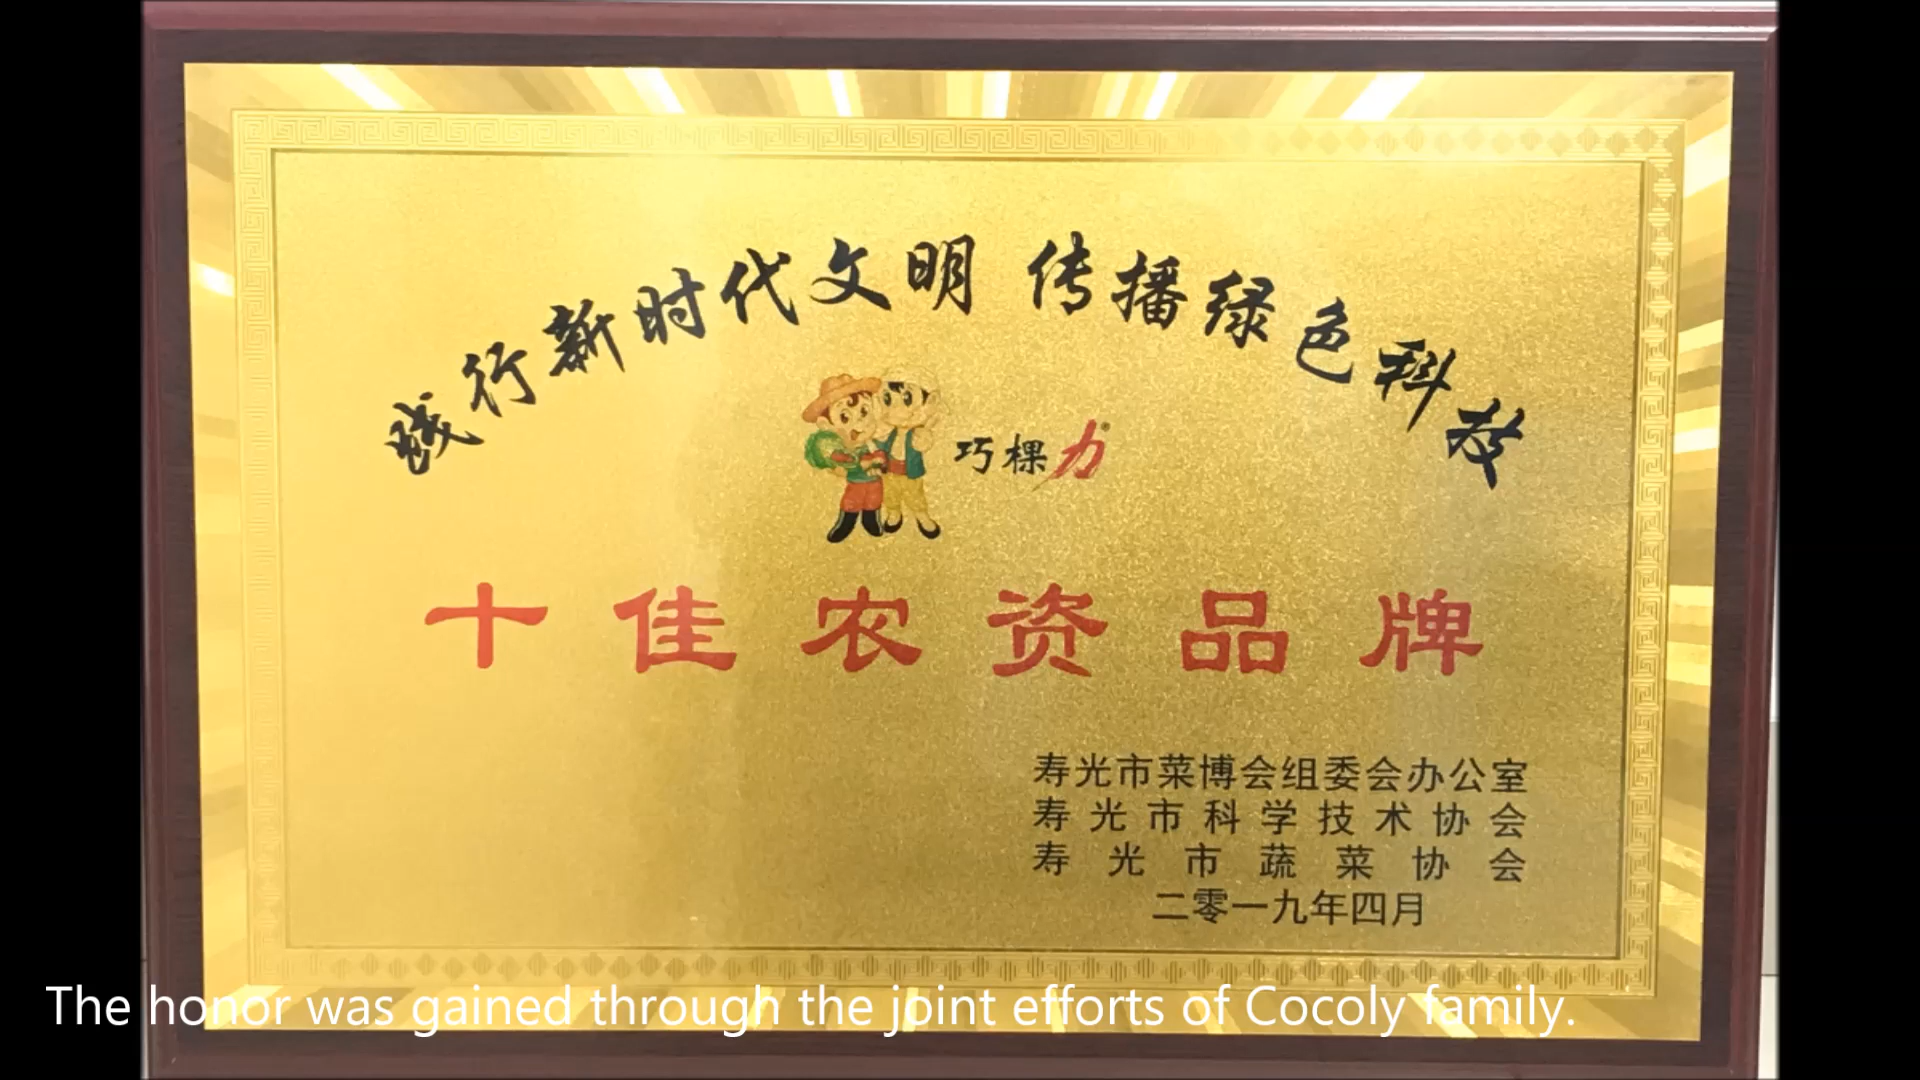 践行新时代文明 传播绿色科技
巧棵力®
十佳农资品牌
寿光市菜博会组委会办公室
寿光市科学技术协会
寿光市蔬菜协会
二零一九年四月
The honor was gained through the joint efforts of Cocoly family.